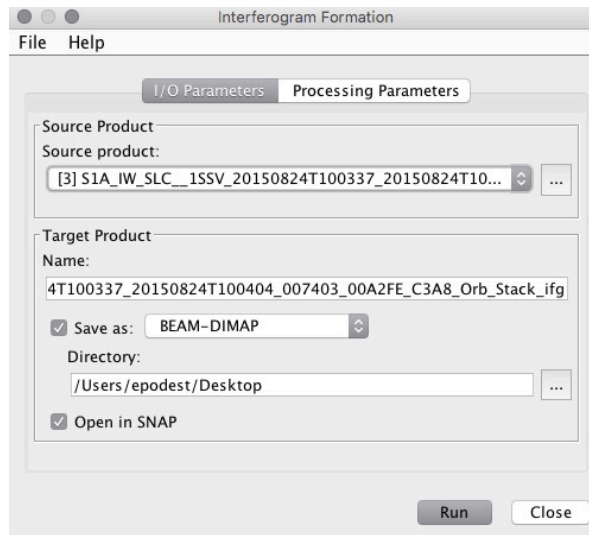 Interferogram Formation
File Help
I/O Parameters Processing Parameters
Source Product
Source product:
[3] S1A_IW_SLC__1SSV_20150824T100337_20150824T10... ...
Target Product
Name:
4T100337_20150824T100404_007403_00A2FE_C3A8_Orb_Stack_ifg
Save as: BEAM-DIMAP
Directory:
/Users/epodest/Desktop ...
Open in SNAP
Run Close